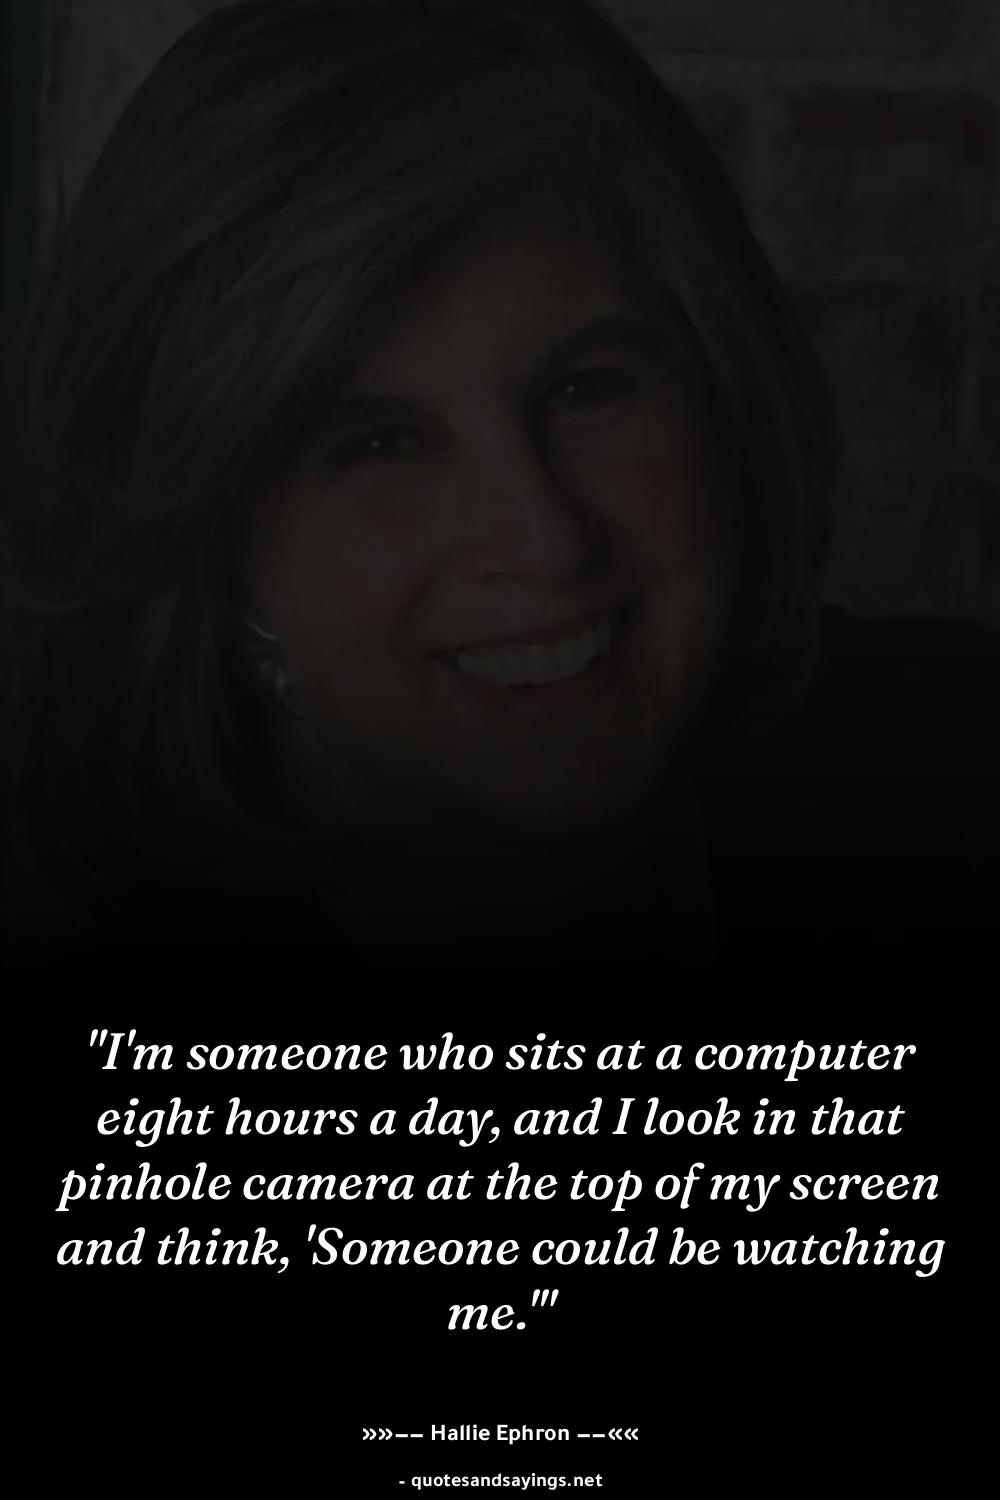 "I'm someone who sits at a computer
eight hours a day, and I look in that
pinhole camera at the top of my screen
and think, 'Someone could be watching
me.'"
»»−− Hallie Ephron −−««
- quotesandsayings.net